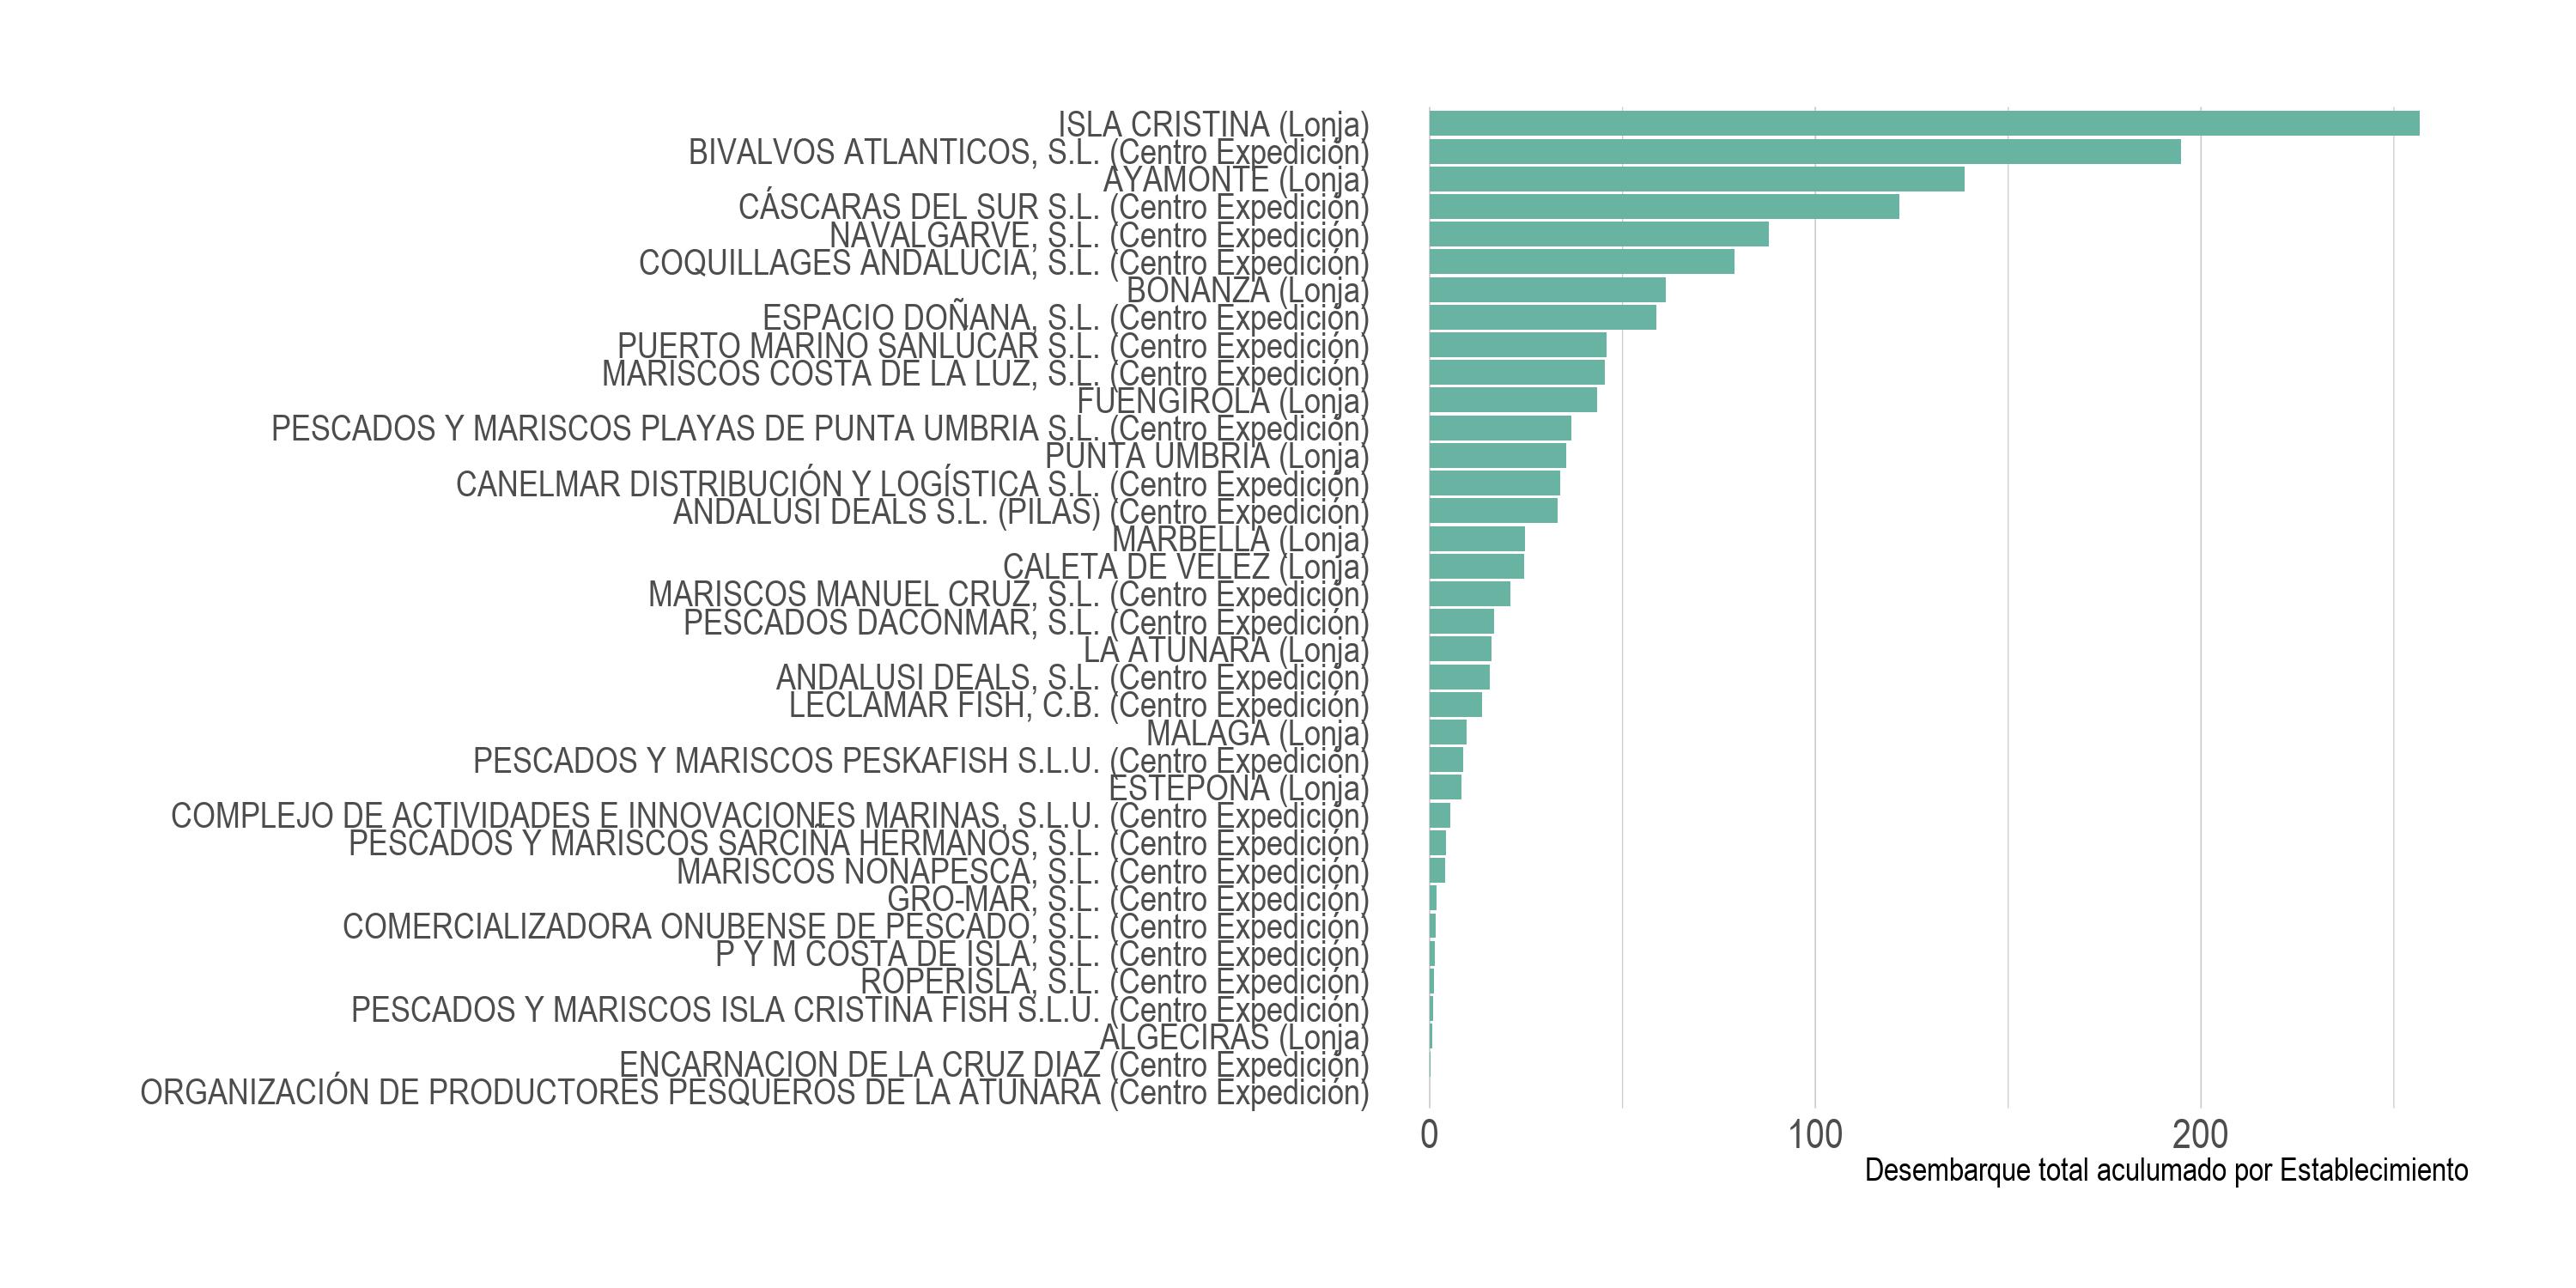 ISLA CRISTINA (Lonja)
BIVALVOS ATLANTICOS, S.L. (Centro Expedición)
AYAMONTE (Lonja)
CÁSCARAS DEL SUR S.L. (Centro Expedición)
NAVALGARVE, S.L. (Centro Expedición)
COQUILLAGES ANDALUCIA, S.L. (Centro Expedición)
BONANZA (Lonja)
ESPACIO DOÑANA, S.L. (Centro Expedición)
PUERTO MARINO SANLÚCAR S.L. (Centro Expedición)
MARISCOS COSTA DE LA LUZ, S.L. (Centro Expedición)
FUENGIROLA (Lonja)
PESCADOS Y MARISCOS PLAYAS DE PUNTA UMBRIA S.L. (Centro Expedición)
PUNTA UMBRIA (Lonja)
CANELMAR DISTRIBUCIÓN Y LOGÍSTICA S.L. (Centro Expedición)
ANDALUSI DEALS S.L. (PILAS) (Centro Expedición)
MARBELLA (Lonja)
CALETA DE VELEZ (Lonja)
MARISCOS MANUEL CRUZ, S.L. (Centro Expedición)
PESCADOS DACONMAR, S.L. (Centro Expedición)
LA ATUNARA (Lonja)
ANDALUSI DEALS, S.L. (Centro Expedición)
LECLAMAR FISH, C.B. (Centro Expedición)
MALAGA (Lonja)
PESCADOS Y MARISCOS PESKAFISH S.L.U. (Centro Expedición)
ESTEPONA (Lonja)
COMPLEJO DE ACTIVIDADES E INNOVACIONES MARINAS, S.L.U. (Centro Expedición)
PESCADOS Y MARISCOS SARCIÑA HERMANOS, S.L. (Centro Expedición)
MARISCOS NONAPESCA, S.L. (Centro Expedición)
GRO-MAR, S.L. (Centro Expedición)
COMERCIALIZADORA ONUBENSE DE PESCADO, S.L. (Centro Expedición)
P Y M COSTA DE ISLA, S.L. (Centro Expedición)
ROPERISLA, S.L. (Centro Expedición)
PESCADOS Y MARISCOS ISLA CRISTINA FISH S.L.U. (Centro Expedición)
ALGECIRAS (Lonja)
ENCARNACION DE LA CRUZ DIAZ (Centro Expedición)
ORGANIZACIÓN DE PRODUCTORES PESQUEROS DE LA ATUNARA (Centro Expedición)
0 100 200
Desembarque total aculumado por Establecimiento